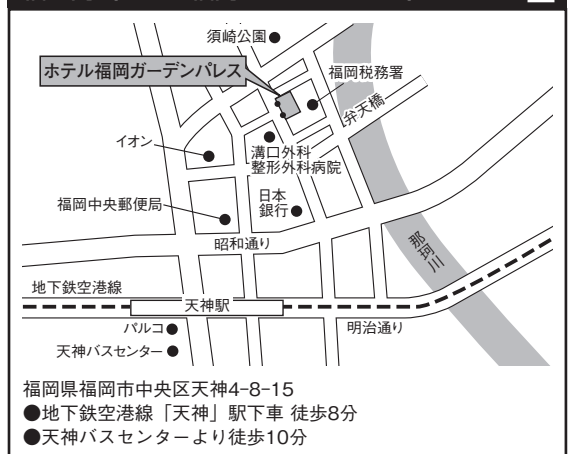 須崎公園
ホテル福岡ガーデンパレス
福岡税務署
弁天橋
イオン
溝口外科
整形外科病院
福岡中央郵便局
日本
銀行
昭和通り
那珂川
地下鉄空港線
天神駅
パルコ
明治通り
天神バスセンター
福岡県福岡市中央区天神4-8-15
●地下鉄空港線「天神」駅下車 徒歩8分
●天神バスセンターより徒歩10分